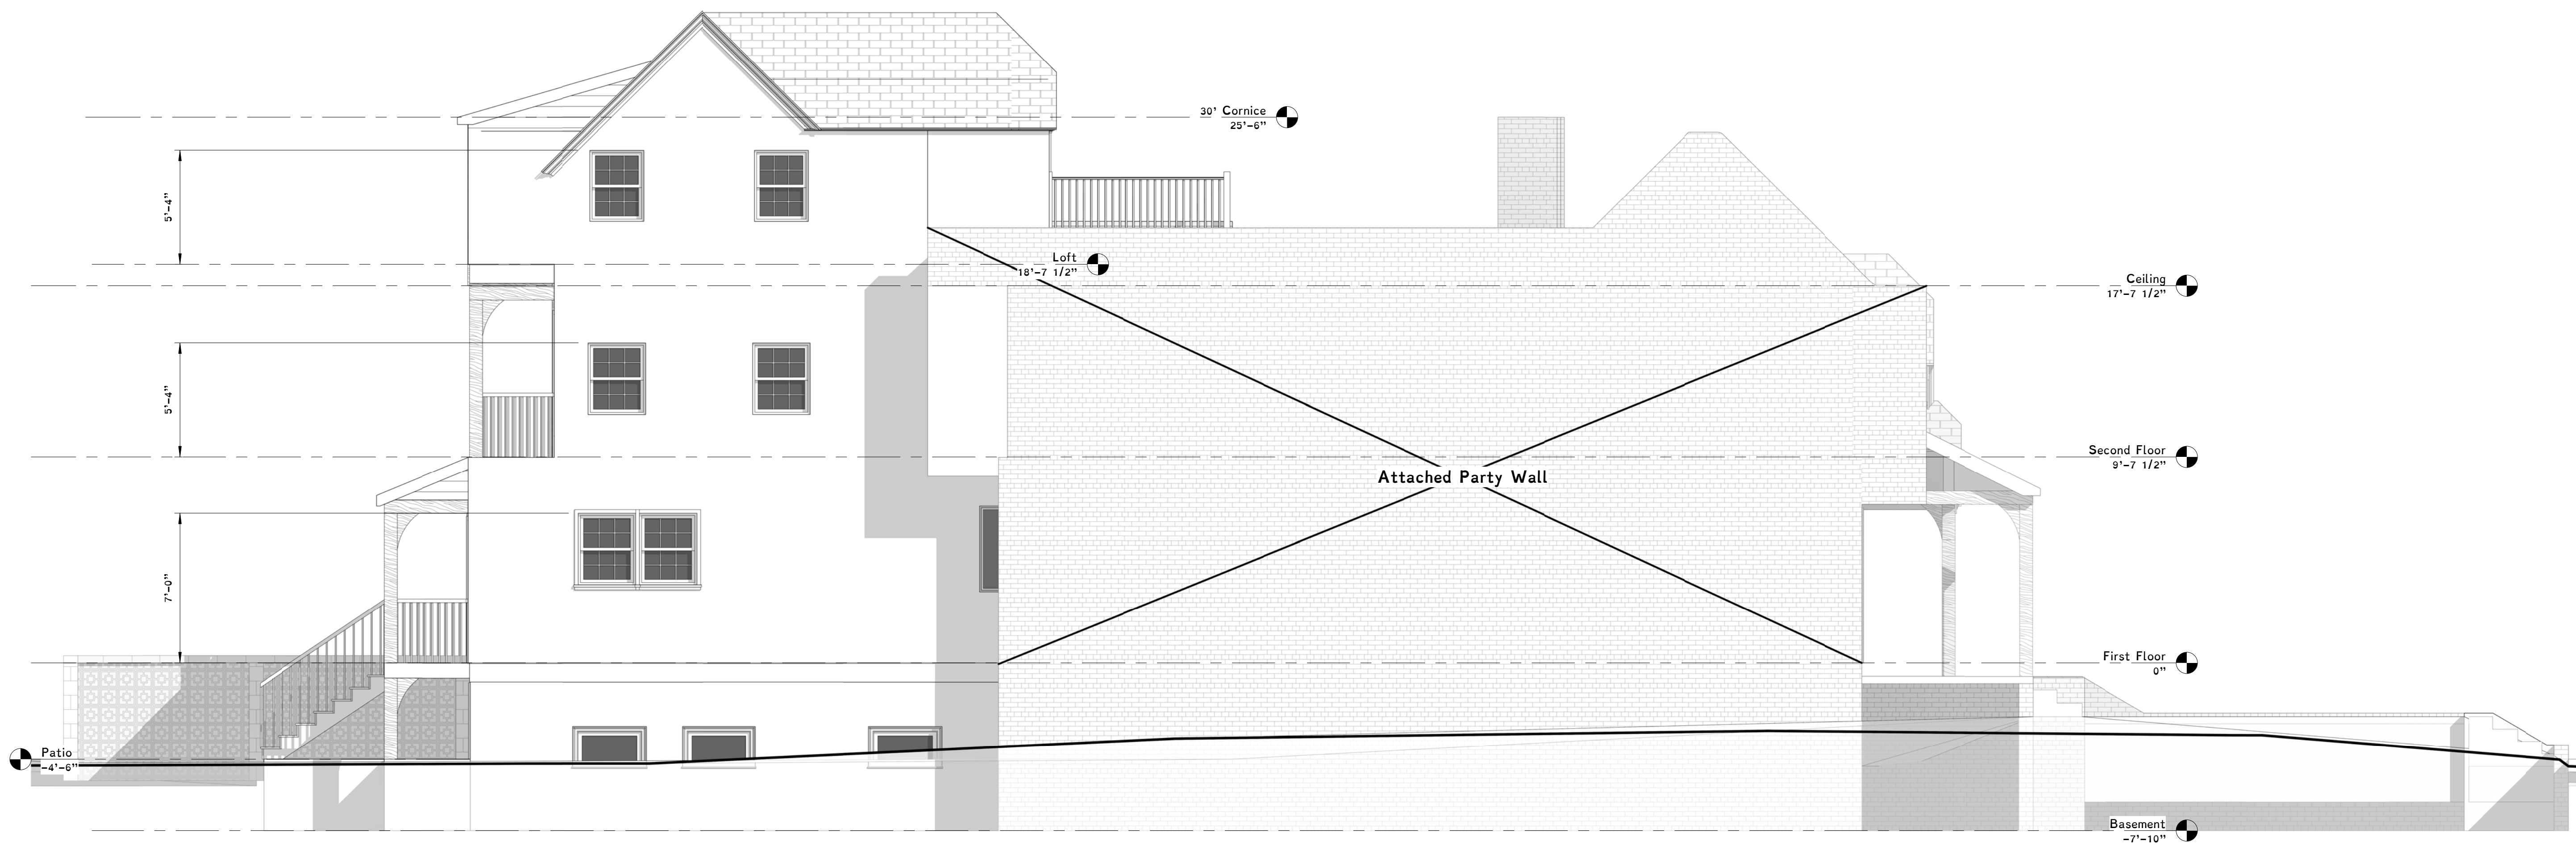 30' Cornice
25'-6"
5'-4"
Loft
18'-7 1/2"
Ceiling
17'-7 1/2"
5'-4"
Second Floor
9'-7 1/2"
Attached Party Wall
7'-0"
First Floor
0"
Patio
-4'-6"
Basement
-7'-10"